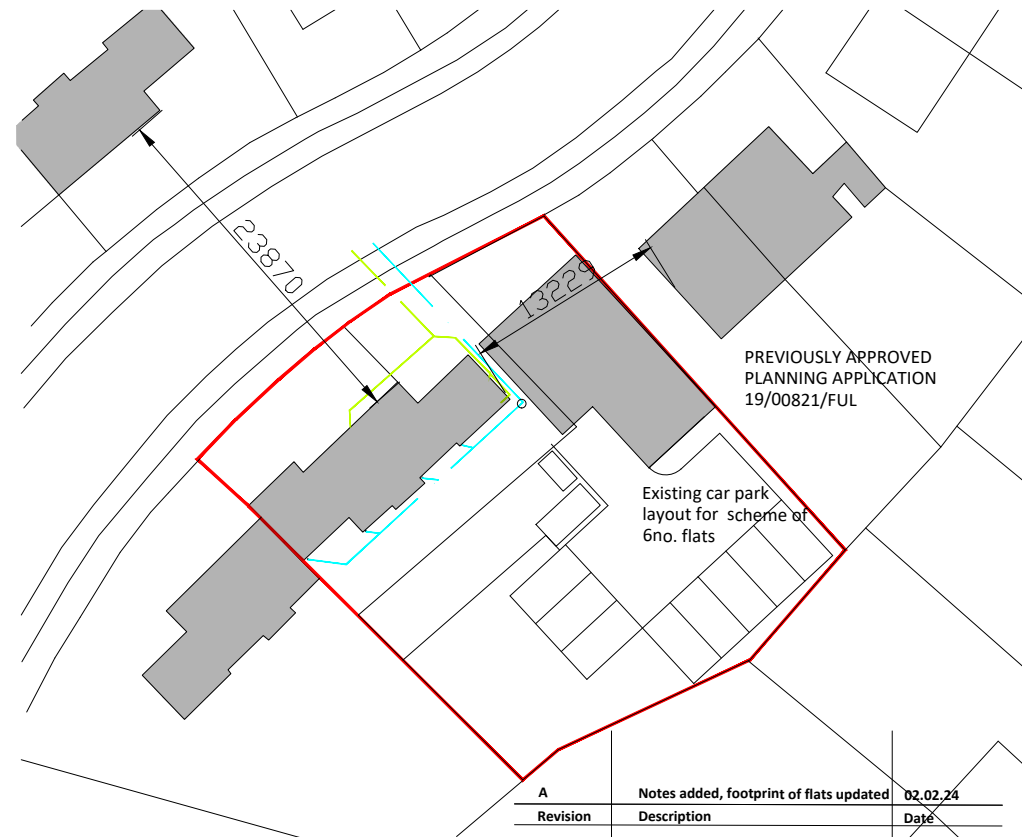 23870
13229
PREVIOUSLY APPROVED
PLANNING APPLICATION
19/00821/FUL
Existing car park
layout for scheme of
6no. flats
A Notes added, footprint of flats updated 02.02.24
Revision Description Date